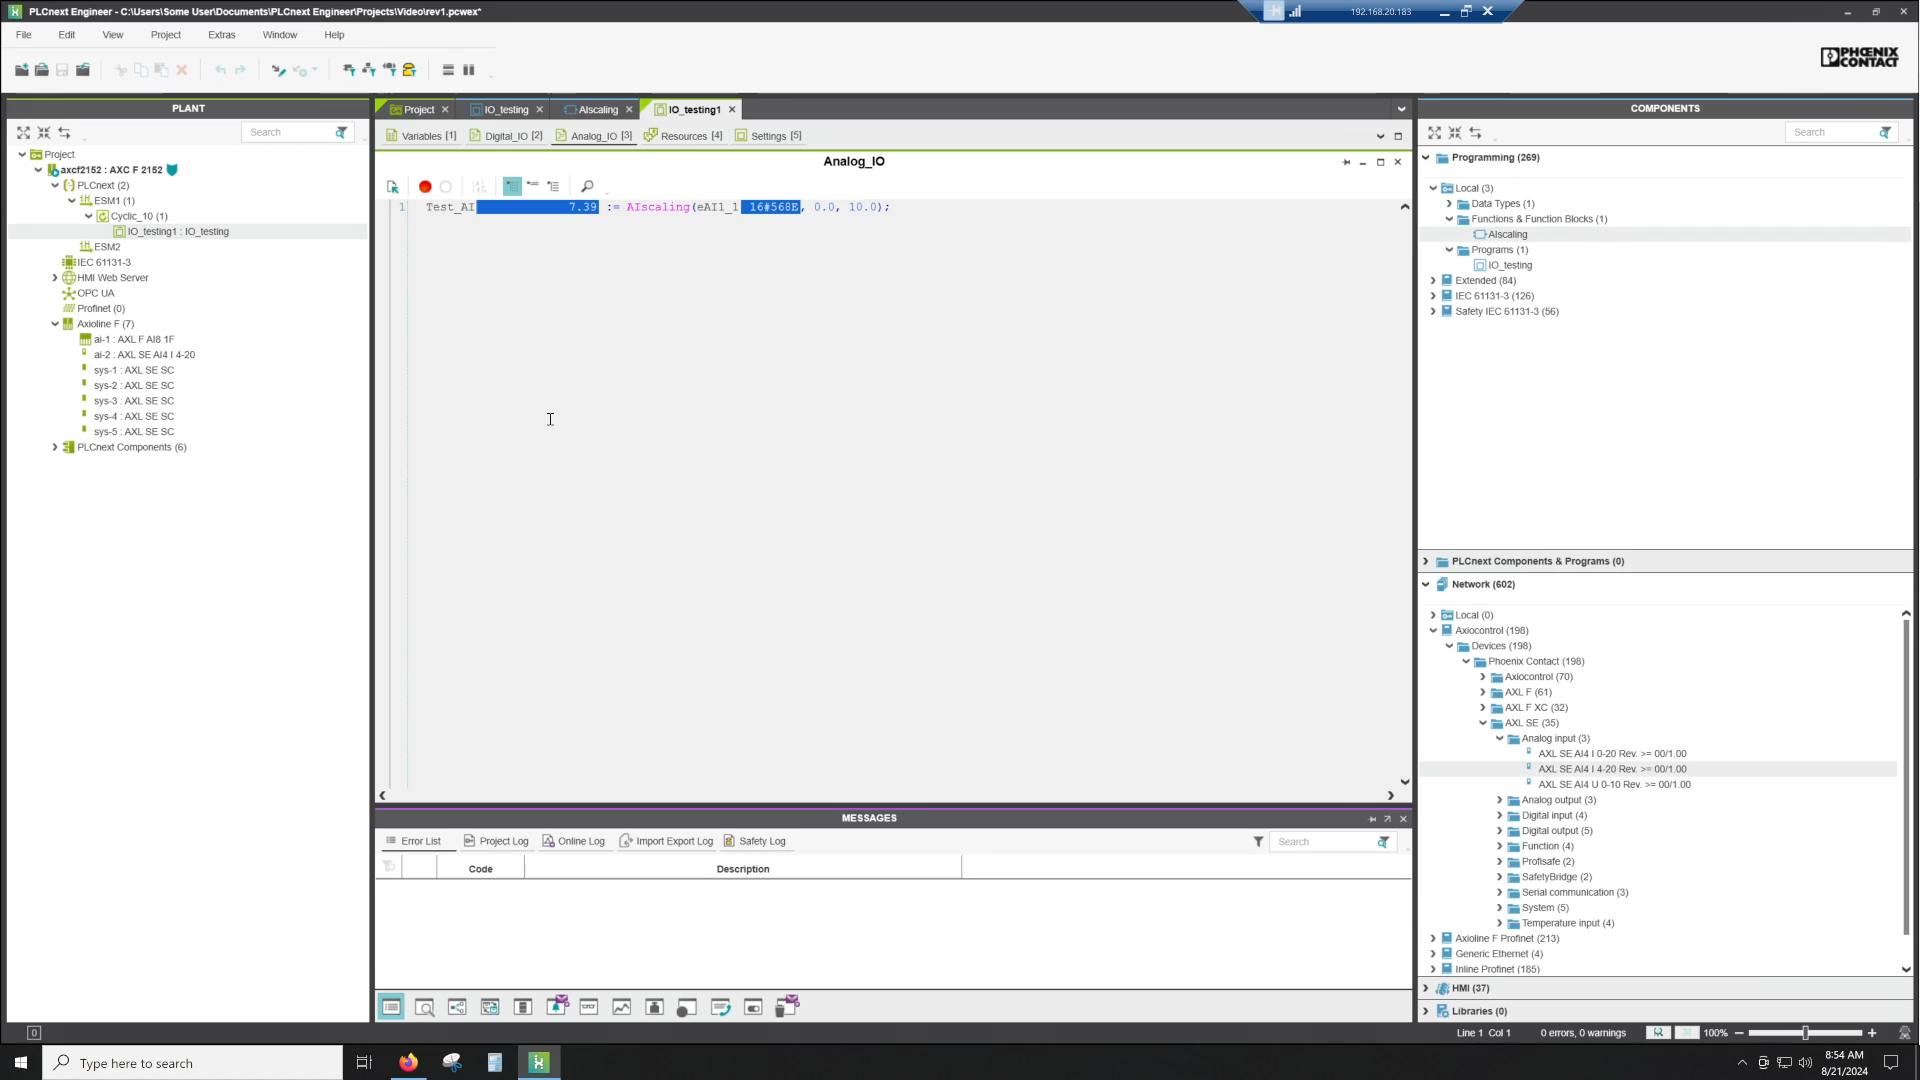 PLCnext Engineer - C:\Users\Some User\Documents\PLCnext Engineer\Projects\Video\rev1.pcwex*
192.168.20.183
File Edit View Project Extras Window Help
PHŒNIX
CONTACT
PLANT
Search
Project
axcf2152 : AXC F 2152
PLCnext (2)
ESM1 (1)
Cyclic_10 (1)
IO_testing1 : IO_testing
ESM2
IEC 61131-3
HMI Web Server
OPC UA
Profinet (0)
Axioline F (7)
ai-1 : AXL F AI8 1F
ai-2 : AXL SE AI4 I 4-20
sys-1 : AXL SE SC
sys-2 : AXL SE SC
sys-3 : AXL SE SC
sys-4 : AXL SE SC
sys-5 : AXL SE SC
PLCnext Components (6)
Project IO_testing AIscaling IO_testing1
Variables [1] Digital_IO [2] Analog_IO [3] Resources [4] Settings [5]
Analog_IO
1 Test_AI 7.39 := AIscaling(eAI1_1 16#568E, 0.0, 10.0);
MESSAGES
Error List Project Log Online Log Import Export Log Safety Log Search
Code Description
COMPONENTS
Search
Programming (269)
Local (3)
Data Types (1)
Functions & Function Blocks (1)
AIscaling
Programs (1)
IO_testing
Extended (84)
IEC 61131-3 (126)
Safety IEC 61131-3 (56)
PLCnext Components & Programs (0)
Network (602)
Local (0)
Axiocontrol (198)
Devices (198)
Phoenix Contact (198)
Axiocontrol (70)
AXL F (61)
AXL F XC (32)
AXL SE (35)
Analog input (3)
AXL SE AI4 I 0-20 Rev. >= 00/1.00
AXL SE AI4 I 4-20 Rev. >= 00/1.00
AXL SE AI4 U 0-10 Rev. >= 00/1.00
Analog output (3)
Digital input (4)
Digital output (5)
Function (4)
Profisafe (2)
SafetyBridge (2)
Serial communication (3)
System (5)
Temperature input (4)
Axioline F Profinet (213)
Generic Ethernet (4)
Inline Profinet (185)
HMI (37)
Libraries (0)
0
Line 1 Col 1 0 errors, 0 warnings 100%
Type here to search
8:54 AM
8/21/2024